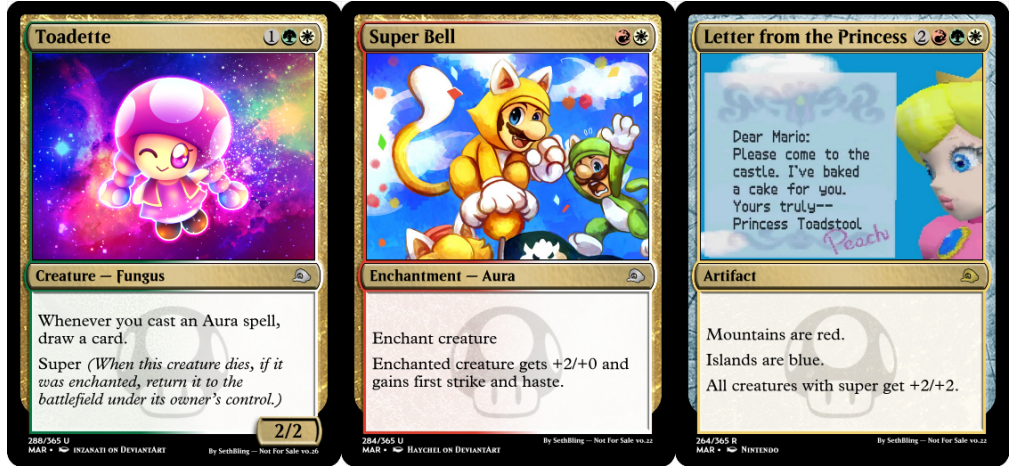 Toadette 1
Creature — Fungus
Whenever you cast an Aura spell,
draw a card.
Super (When this creature dies, if it
was enchanted, return it to the
battlefield under its owner's control.)
2/2
288/365 U
MAR • INZANATI ON DEVIANTART
By SethBling — Not For Sale v0.26
Super Bell
Enchantment — Aura
Enchant creature
Enchanted creature gets +2/+0 and
gains first strike and haste.
284/365 U
MAR • HAYCHEL ON DEVIANTART
By SethBling — Not For Sale v0.22
Letter from the Princess 2
Dear Mario:
Please come to the
castle. I've baked
a cake for you.
Yours truly--
Princess Toadstool
Peach
Artifact
Mountains are red.
Islands are blue.
All creatures with super get +2/+2.
264/365 R
MAR • NINTENDO
By SethBling — Not For Sale v0.22